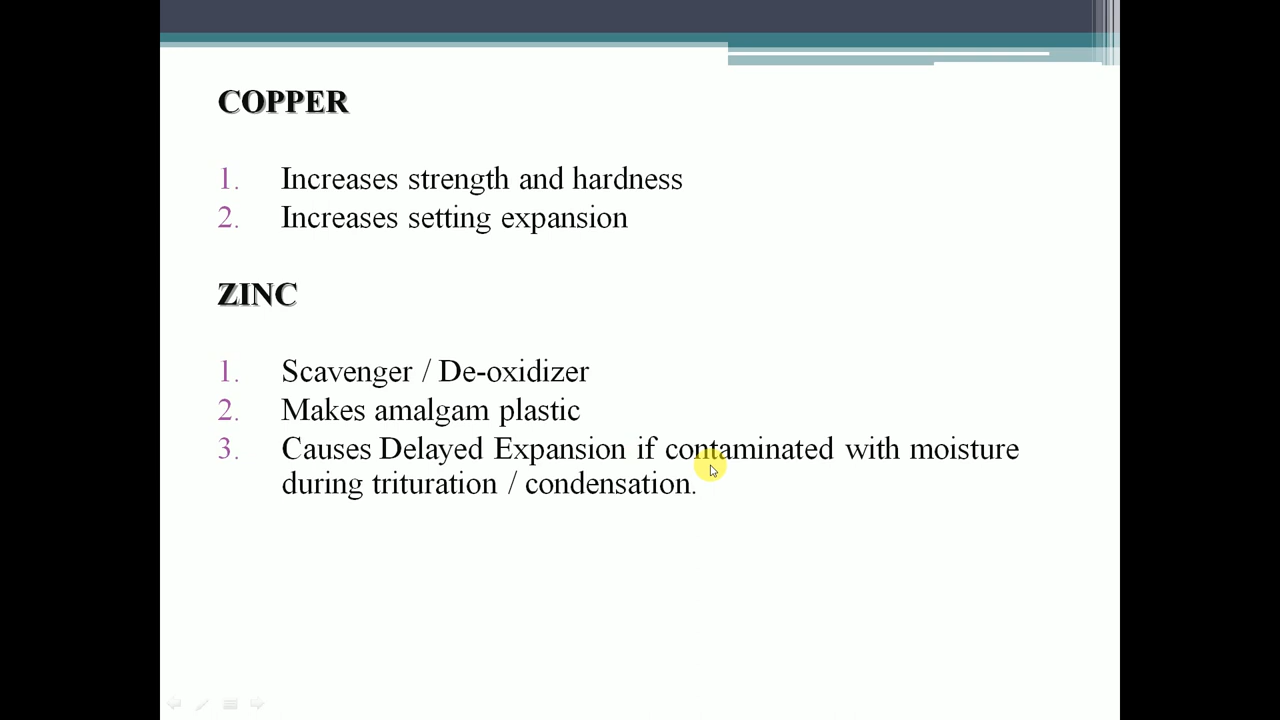 COPPER
1. Increases strength and hardness
2. Increases setting expansion
ZINC
1. Scavenger / De-oxidizer
2. Makes amalgam plastic
3. Causes Delayed Expansion if contaminated with moisture
during trituration / condensation.